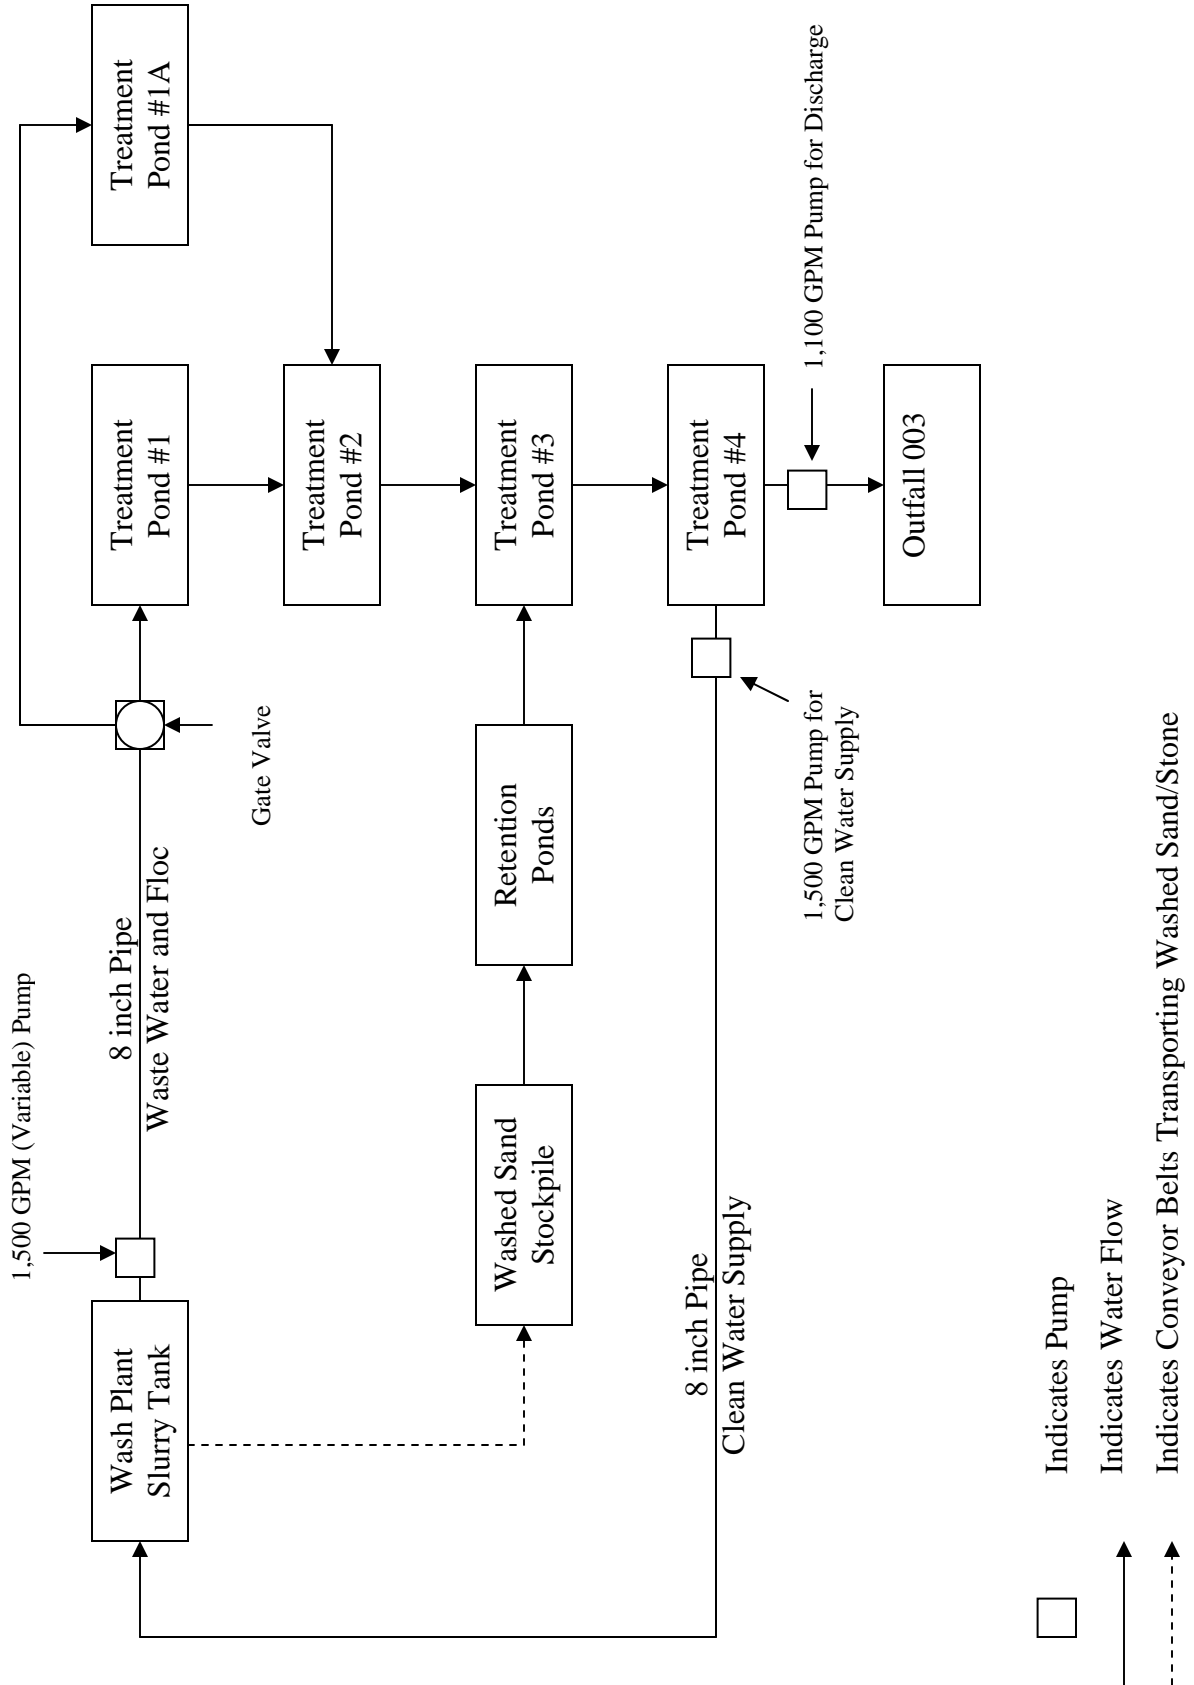 1,500 GPM (Variable) Pump
Wash Plant
Slurry Tank
8 inch Pipe
Waste Water and Floc
Gate Valve
Treatment
Pond #1
Treatment
Pond #1A
Treatment
Pond #2
Washed Sand
Stockpile
Retention
Ponds
Treatment
Pond #3
8 inch Pipe
Clean Water Supply
1,500 GPM Pump for
Clean Water Supply
Treatment
Pond #4
1,100 GPM Pump for Discharge
Outfall 003
Indicates Pump
Indicates Water Flow
Indicates Conveyor Belts Transporting Washed Sand/Stone